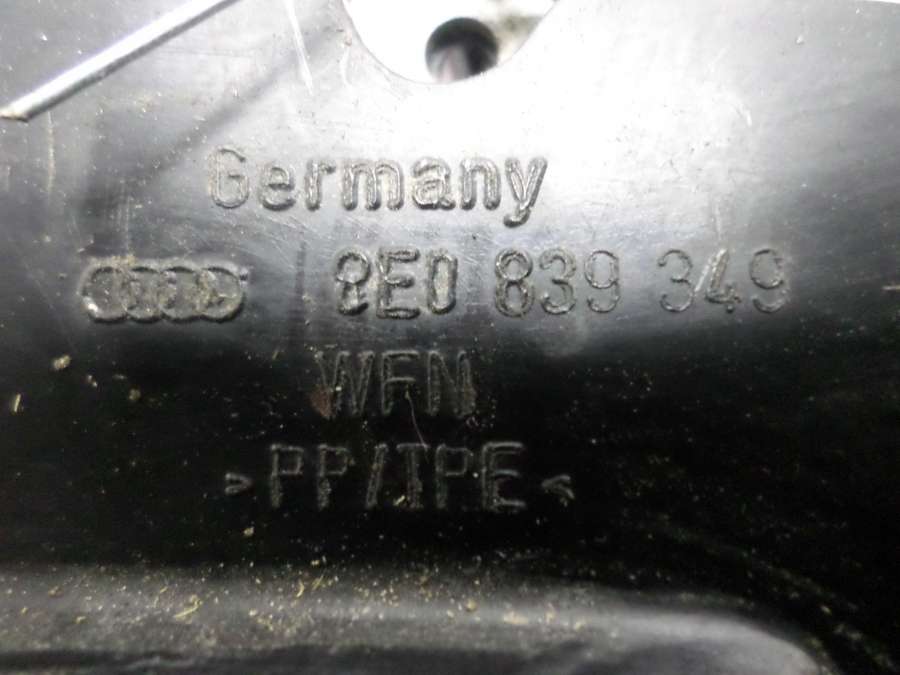 Germany
8E0 839 349
WFN
>PP/TPE<